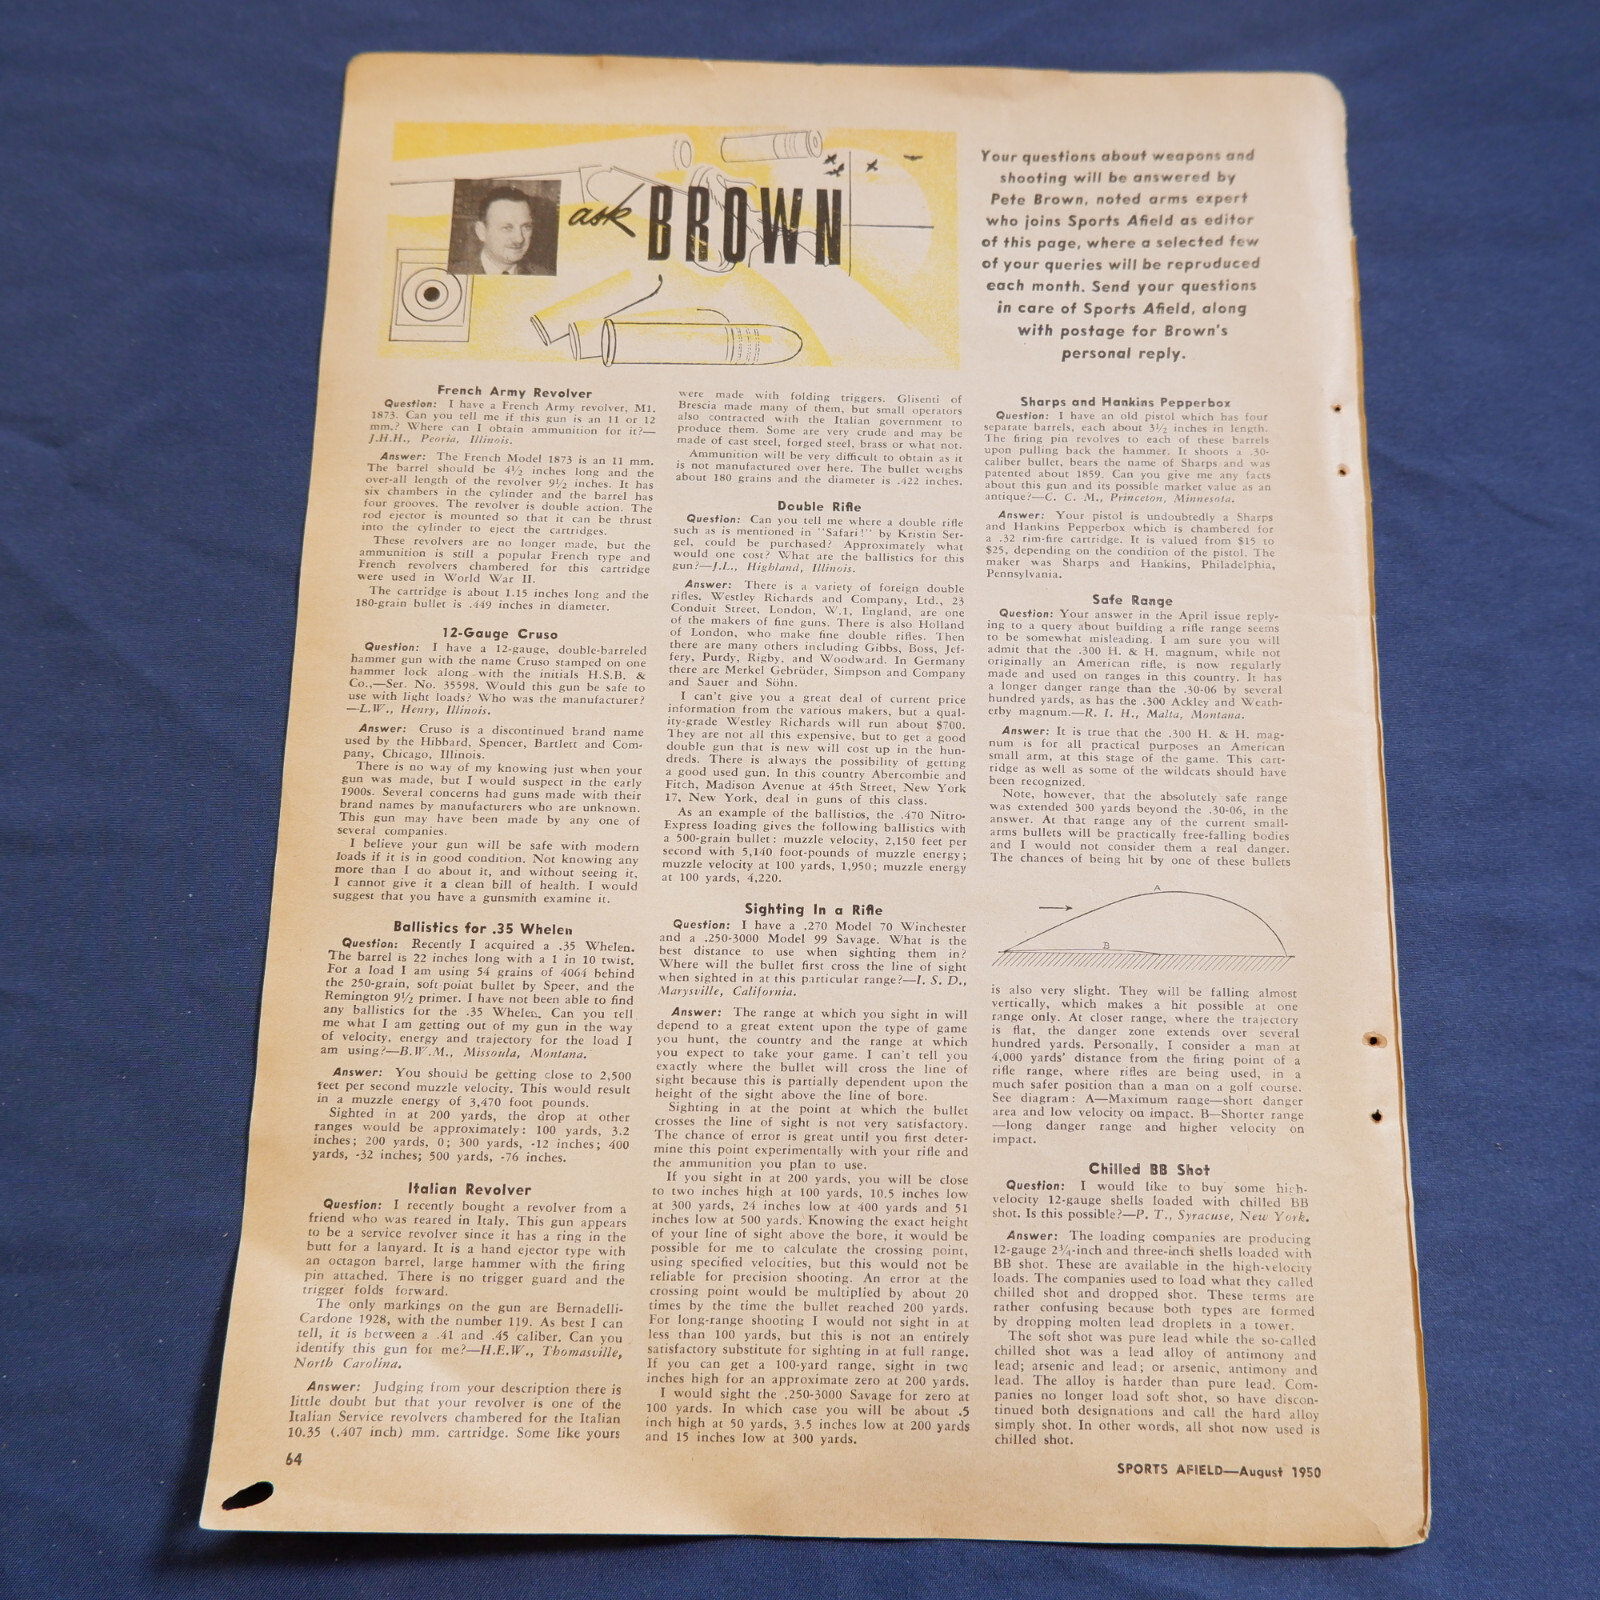 ask BROWN
Your questions about weapons and
shooting will be answered by
Pete Brown, noted arms expert
who joins Sports Afield as editor
of this page, where a selected few
of your queries will be reproduced
each month. Send your questions
in care of Sports Afield, along
with postage for Brown's
personal reply.
French Army Revolver
Question: I have a French Army revolver, M1.
1873. Can you tell me if this gun is an 11 or 12
mm.? Where can I obtain ammunition for it?—
J.H.H., Peoria, Illinois.
Answer: The French Model 1873 is an 11 mm.
The barrel should be 4½ inches long and the
over-all length of the revolver 9½ inches. It has
six chambers in the cylinder and the barrel has
four grooves. The revolver is double action. The
rod ejector is mounted so that it can be thrust
into the cylinder to eject the cartridges.
These revolvers are no longer made, but the
ammunition is still a popular French type and
French revolvers chambered for this cartridge
were used in World War II.
The cartridge is about 1.15 inches long and the
180-grain bullet is .449 inches in diameter.
12-Gauge Cruso
Question: I have a 12-gauge, double-barreled
hammer gun with the name Cruso stamped on one
hammer lock along with the initials H.S.B. &
Co.,—Ser. No. 35598. Would this gun be safe to
use with light loads? Who was the manufacturer?
—L.W., Henry, Illinois.
Answer: Cruso is a discontinued brand name
used by the Hibbard, Spencer, Bartlett and Com-
pany, Chicago, Illinois.
There is no way of my knowing just when your
gun was made, but I would suspect in the early
1900s. Several concerns had guns made with their
brand names by manufacturers who are unknown.
This gun may have been made by any one of
several companies.
I believe your gun will be safe with modern
loads if it is in good condition. Not knowing any
more than I do about it, and without seeing it,
I cannot give it a clean bill of health. I would
suggest that you have a gunsmith examine it.
Ballistics for .35 Whelen
Question: Recently I acquired a .35 Whelen.
The barrel is 22 inches long with a 1 in 10 twist.
For a load I am using 54 grains of 4064 behind
the 250-grain, soft point bullet by Speer, and the
Remington 9½ primer. I have not been able to find
any ballistics for the .35 Whelen. Can you tell
me what I am getting out of my gun in the way
of velocity, energy and trajectory for the load I
am using?—B.W.M., Missoula, Montana.
Answer: You should be getting close to 2,500
feet per second muzzle velocity. This would result
in a muzzle energy of 3,470 foot pounds.
Sighted in at 200 yards, the drop at other
ranges would be approximately: 100 yards, 3.2
inches; 200 yards, 0; 300 yards, -12 inches; 400
yards, -32 inches; 500 yards, -76 inches.
Italian Revolver
Question: I recently bought a revolver from a
friend who was reared in Italy. This gun appears
to be a service revolver since it has a ring in the
butt for a lanyard. It is a hand ejector type with
an octagon barrel, large hammer with the firing
pin attached. There is no trigger guard and the
trigger folds forward.
The only markings on the gun are Bernadelli-
Cardone 1928, with the number 119. As best I can
tell, it is between a .41 and .45 caliber. Can you
identify this gun for me?—H.E.W., Thomasville,
North Carolina.
Answer: Judging from your description there is
little doubt but that your revolver is one of the
Italian Service revolvers chambered for the Italian
10.35 (.407 inch) mm. cartridge. Some like yours
were made with folding triggers. Glisenti of
Brescia made many of them, but small operators
also contracted with the Italian government to
produce them. Some are very crude and may be
made of cast steel, forged steel, brass or what not.
Ammunition will be very difficult to obtain as it
is not manufactured over here. The bullet weighs
about 180 grains and the diameter is .422 inches.
Double Rifle
Question: Can you tell me where a double rifle
such as is mentioned in "Safari!" by Kristin Ser-
gel, could be purchased? Approximately what
would one cost? What are the ballistics for this
gun?—J.L., Highland, Illinois.
Answer: There is a variety of foreign double
rifles. Westley Richards and Company, Ltd., 23
Conduit Street, London, W.1, England, are one
of the makers of fine guns. There is also Holland
of London, who make fine double rifles. Then
there are many others including Gibbs, Boss, Jef-
fery, Purdy, Rigby, and Woodward. In Germany
there are Merkel Gebrüder, Simpson and Company
and Sauer and Söhn.
I can't give you a great deal of current price
information from the various makers, but a qual-
ity-grade Westley Richards will run about $700.
They are not all this expensive, but to get a good
double gun that is new will cost up in the hun-
dreds. There is always the possibility of getting
a good used gun. In this country Abercombie and
Fitch, Madison Avenue at 45th Street, New York
17, New York, deal in guns of this class.
As an example of the ballistics, the .470 Nitro-
Express loading gives the following ballistics with
a 500-grain bullet: muzzle velocity, 2,150 feet per
second with 5,140 foot-pounds of muzzle energy;
muzzle velocity at 100 yards, 1,950; muzzle energy
at 100 yards, 4,220.
Sighting In a Rifle
Question: I have a .270 Model 70 Winchester
and a .250-3000 Model 99 Savage. What is the
best distance to use when sighting them in?
Where will the bullet first cross the line of sight
when sighted in at this particular range?—I. S. D.,
Marysville, California.
Answer: The range at which you sight in will
depend to a great extent upon the type of game
you hunt, the country and the range at which
you expect to take your game. I can't tell you
exactly where the bullet will cross the line of
sight because this is partially dependent upon the
height of the sight above the line of bore.
Sighting in at the point at which the bullet
crosses the line of sight is not very satisfactory.
The chance of error is great until you first deter-
mine this point experimentally with your rifle and
the ammunition you plan to use.
If you sight in at 200 yards, you will be close
to two inches high at 100 yards, 10.5 inches low
at 300 yards, 24 inches low at 400 yards and 51
inches low at 500 yards. Knowing the exact height
of your line of sight above the bore, it would be
possible for me to calculate the crossing point,
using specified velocities, but this would not be
reliable for precision shooting. An error at the
crossing point would be multiplied by about 20
times by the time the bullet reached 200 yards.
For long-range shooting I would not sight in at
less than 100 yards, but this is not an entirely
satisfactory substitute for sighting in at full range.
If you can get a 100-yard range, sight in two
inches high for an approximate zero at 200 yards.
I would sight the .250-3000 Savage for zero at
100 yards. In which case you will be about .5
inch high at 50 yards, 3.5 inches low at 200 yards
and 15 inches low at 300 yards.
Sharps and Hankins Pepperbox
Question: I have an old pistol which has four
separate barrels, each about 3½ inches in length.
The firing pin revolves to each of these barrels
upon pulling back the hammer. It shoots a .30-
caliber bullet, bears the name of Sharps and was
patented about 1859. Can you give me any facts
about this gun and its possible market value as an
antique?—C. C. M., Princeton, Minnesota.
Answer: Your pistol is undoubtedly a Sharps
and Hankins Pepperbox which is chambered for
a .32 rim-fire cartridge. It is valued from $15 to
$25, depending on the condition of the pistol. The
maker was Sharps and Hankins, Philadelphia,
Pennsylvania.
Safe Range
Question: Your answer in the April issue reply-
ing to a query about building a rifle range seems
to be somewhat misleading. I am sure you will
admit that the .300 H. & H. magnum, while not
originally an American rifle, is now regularly
made and used on ranges in this country. It has
a longer danger range than the .30-06 by several
hundred yards, as has the .300 Ackley and Weath-
erby magnum.—R. I. H., Malta, Montana.
Answer: It is true that the .300 H. & H. mag-
num is for all practical purposes an American
small arm, at this stage of the game. This cart-
ridge as well as some of the wildcats should have
been recognized.
Note, however, that the absolutely safe range
was extended 300 yards beyond the .30-06, in the
answer. At that range any of the current small-
arms bullets will be practically free-falling bodies
and I would not consider them a real danger.
The chances of being hit by one of these bullets
A
B
is also very slight. They will be falling almost
vertically, which makes a hit possible at one
range only. At closer range, where the trajectory
is flat, the danger zone extends over several
hundred yards. Personally, I consider a man at
4,000 yards' distance from the firing point of a
rifle range, where rifles are being used, in a
much safer position than a man on a golf course.
See diagram: A—Maximum range—short danger
area and low velocity on impact. B—Shorter range
—long danger range and higher velocity on
impact.
Chilled BB Shot
Question: I would like to buy some high-
velocity 12-gauge shells loaded with chilled BB
shot. Is this possible?—P. T., Syracuse, New York.
Answer: The loading companies are producing
12-gauge 2¾-inch and three-inch shells loaded with
BB shot. These are available in the high-velocity
loads. The companies used to load what they called
chilled shot and dropped shot. These terms are
rather confusing because both types are formed
by dropping molten lead droplets in a tower.
The soft shot was pure lead while the so-called
chilled shot was a lead alloy of antimony and
lead; arsenic and lead; or arsenic, antimony and
lead. The alloy is harder than pure lead. Com-
panies no longer load soft shot, so have discon-
tinued both designations and call the hard alloy
simply shot. In other words, all shot now used is
chilled shot.
64
SPORTS AFIELD—August 1950